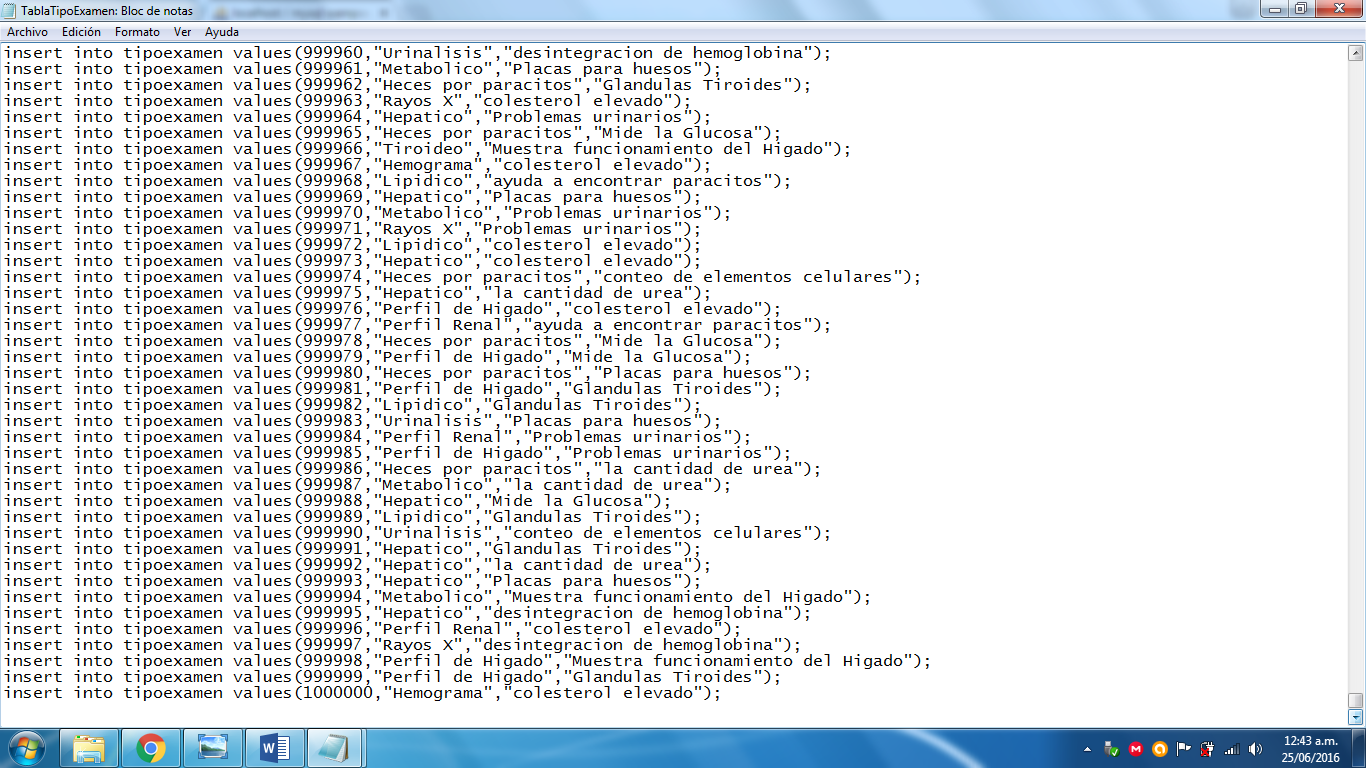 TablaTipoExamen: Bloc de notas
Archivo Edición Formato Ver Ayuda
insert into tipoexamen values(999960,"Urinalisis","desintegracion de hemoglobina");
insert into tipoexamen values(999961,"Metabolico","Placas para huesos");
insert into tipoexamen values(999962,"Heces por paracitos","Glandulas Tiroides");
insert into tipoexamen values(999963,"Rayos X","colesterol elevado");
insert into tipoexamen values(999964,"Hepatico","Problemas urinarios");
insert into tipoexamen values(999965,"Heces por paracitos","Mide la Glucosa");
insert into tipoexamen values(999966,"Tiroideo","Muestra funcionamiento del Higado");
insert into tipoexamen values(999967,"Hemograma","colesterol elevado");
insert into tipoexamen values(999968,"Lipidico","ayuda a encontrar paracitos");
insert into tipoexamen values(999969,"Hepatico","Placas para huesos");
insert into tipoexamen values(999970,"Metabolico","Problemas urinarios");
insert into tipoexamen values(999971,"Rayos X","Problemas urinarios");
insert into tipoexamen values(999972,"Lipidico","colesterol elevado");
insert into tipoexamen values(999973,"Hepatico","colesterol elevado");
insert into tipoexamen values(999974,"Heces por paracitos","conteo de elementos celulares");
insert into tipoexamen values(999975,"Hepatico","la cantidad de urea");
insert into tipoexamen values(999976,"Perfil de Higado","colesterol elevado");
insert into tipoexamen values(999977,"Perfil Renal","ayuda a encontrar paracitos");
insert into tipoexamen values(999978,"Heces por paracitos","Mide la Glucosa");
insert into tipoexamen values(999979,"Perfil de Higado","Mide la Glucosa");
insert into tipoexamen values(999980,"Heces por paracitos","Placas para huesos");
insert into tipoexamen values(999981,"Perfil de Higado","Glandulas Tiroides");
insert into tipoexamen values(999982,"Lipidico","Glandulas Tiroides");
insert into tipoexamen values(999983,"Urinalisis","Placas para huesos");
insert into tipoexamen values(999984,"Perfil Renal","Problemas urinarios");
insert into tipoexamen values(999985,"Perfil de Higado","Problemas urinarios");
insert into tipoexamen values(999986,"Heces por paracitos","la cantidad de urea");
insert into tipoexamen values(999987,"Metabolico","la cantidad de urea");
insert into tipoexamen values(999988,"Hepatico","Mide la Glucosa");
insert into tipoexamen values(999989,"Lipidico","Glandulas Tiroides");
insert into tipoexamen values(999990,"Urinalisis","conteo de elementos celulares");
insert into tipoexamen values(999991,"Hepatico","Glandulas Tiroides");
insert into tipoexamen values(999992,"Hepatico","la cantidad de urea");
insert into tipoexamen values(999993,"Hepatico","Placas para huesos");
insert into tipoexamen values(999994,"Metabolico","Muestra funcionamiento del Higado");
insert into tipoexamen values(999995,"Hepatico","desintegracion de hemoglobina");
insert into tipoexamen values(999996,"Perfil Renal","colesterol elevado");
insert into tipoexamen values(999997,"Rayos X","desintegracion de hemoglobina");
insert into tipoexamen values(999998,"Perfil de Higado","Muestra funcionamiento del Higado");
insert into tipoexamen values(999999,"Perfil de Higado","Glandulas Tiroides");
insert into tipoexamen values(1000000,"Hemograma","colesterol elevado");
12:43 a.m.
25/06/2016